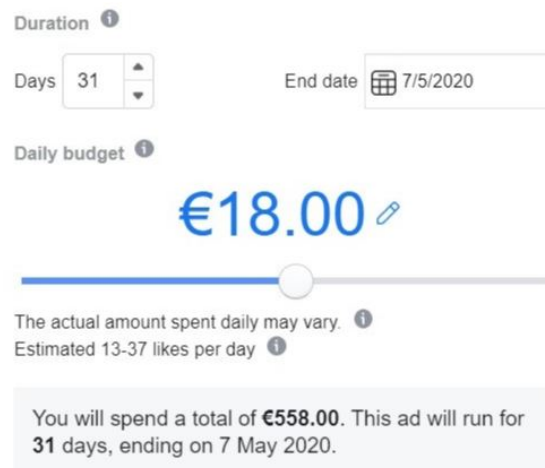 Duration
Days 31 End date 7/5/2020
Daily budget
€18.00
The actual amount spent daily may vary.
Estimated 13-37 likes per day
You will spend a total of €558.00. This ad will run for
31 days, ending on 7 May 2020.